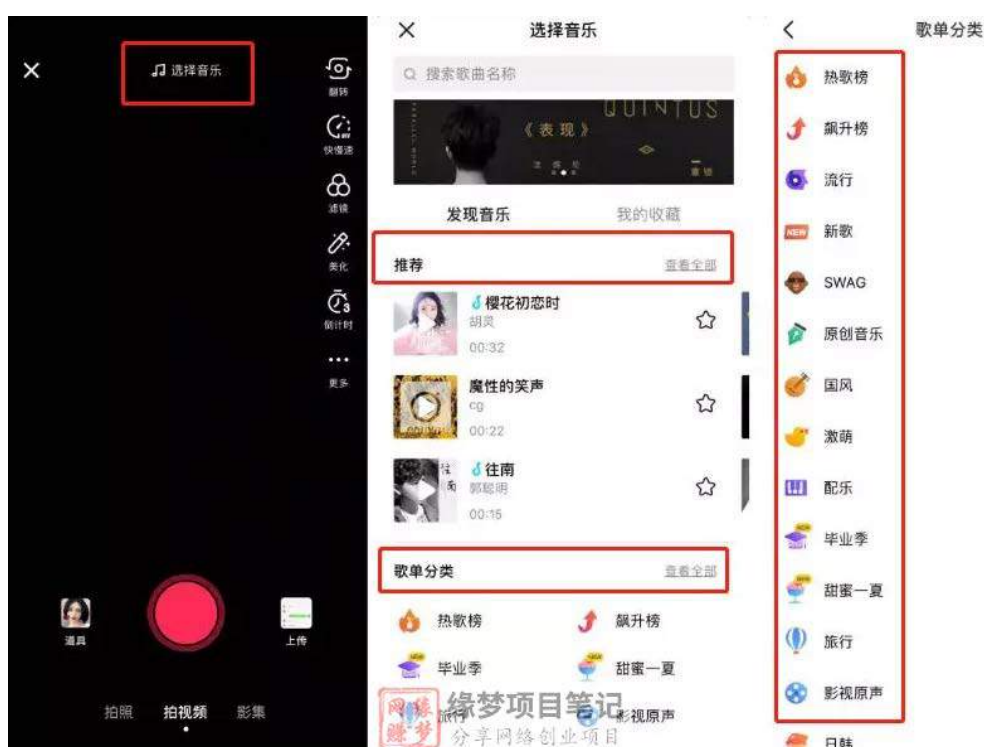 选择音乐
翻转
快慢速
滤镜
美化
3
倒计时
更多
道具
上传
拍照
拍视频
影集
选择音乐
搜索歌曲名称
QUINTUS
《表现》
发现音乐
我的收藏
推荐
查看全部
樱花初恋时
胡灵
00:32
魔性的笑声
cg
00:22
往南
郭聪明
00:15
歌单分类
查看全部
热歌榜
飙升榜
毕业季
甜蜜一夏
旅行
影视原声
缘梦项目笔记
分享网络创业项目
网缘
赚梦
歌单分类
热歌榜
飙升榜
流行
NEW
新歌
SWAG
原创音乐
国风
激萌
配乐
毕业季
甜蜜一夏
旅行
影视原声
日韩